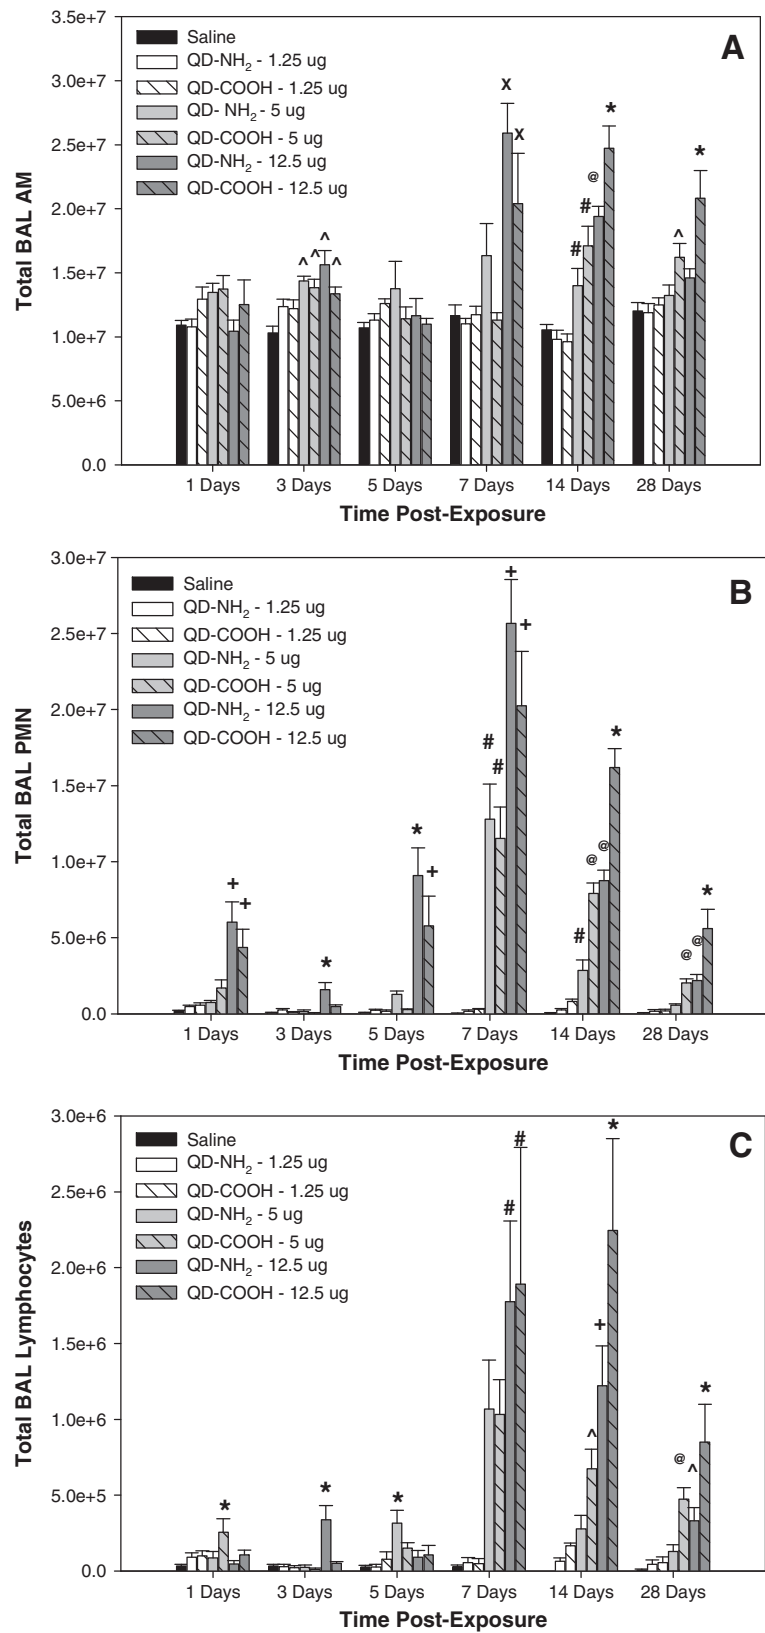 3.5e+7
Saline
A
QD-NH2 - 1.25 ug
3.0e+7
QD-COOH - 1.25 ug
x
*
QD- NH2 - 5 ug
2.5e+7
QD-COOH - 5 ug
x
*
QD-NH2 - 12.5 ug
@
QD-COOH - 12.5 ug
2.0e+7
#
^
#
^ ^ ^ ^
1.5e+7
1.0e+7
5.0e+6
0.0
Total BAL AM
1 Days 3 Days 5 Days 7 Days 14 Days 28 Days
Time Post-Exposure
3.0e+7
+
B
Saline
QD-NH2 - 1.25 ug
2.5e+7
QD-COOH - 1.25 ug
+
QD-NH2 - 5 ug
QD-COOH - 5 ug
2.0e+7
QD-NH2 - 12.5 ug
QD-COOH - 12.5 ug
# *
#
1.5e+7
*
1.0e+7
@ @
+ + + *
@ @
# 
5.0e+6
*
0.0
Total BAL PMN
1 Days 3 Days 5 Days 7 Days 14 Days 28 Days
Time Post-Exposure
3.0e+6
Saline
# *
C
QD-NH2 - 1.25 ug
QD-COOH - 1.25 ug
2.5e+6
QD-NH2 - 5 ug
#
QD-COOH - 5 ug
2.0e+6
QD-NH2 - 12.5 ug
QD-COOH - 12.5 ug
+
1.5e+6
*
1.0e+6
^
@ ^
* * *
5.0e+5
0.0
Total BAL Lymphocytes
1 Days 3 Days 5 Days 7 Days 14 Days 28 Days
Time Post-Exposure